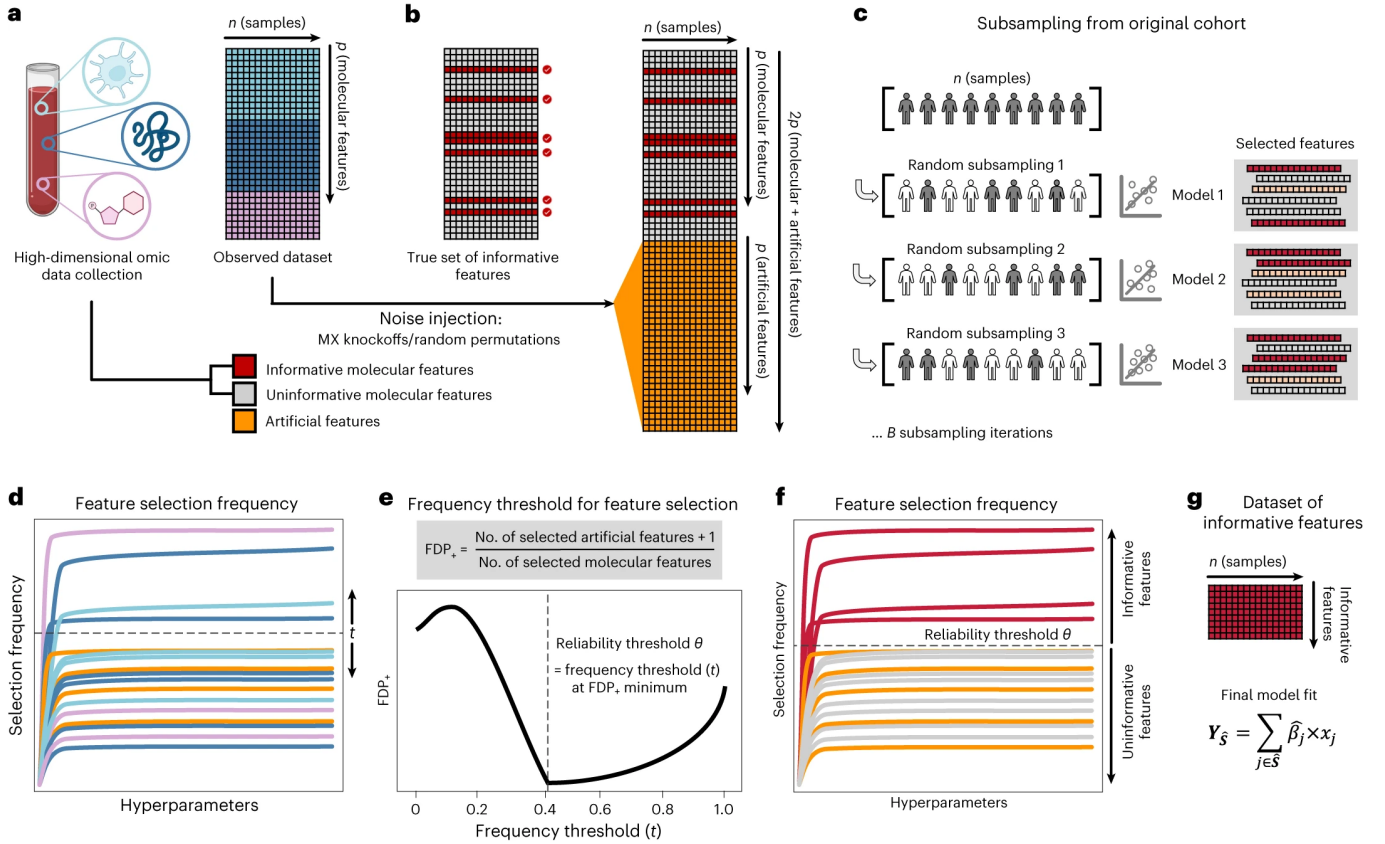 a
n (samples)
p (molecular features)
High-dimensional omic
data collection
Observed dataset
P
b
n (samples)
True set of informative
features
p (molecular features)
p (artificial features)
2p (molecular + artificial features)
Noise injection:
MX knockoffs/random permutations
Informative molecular features
Uninformative molecular features
Artificial features
c
Subsampling from original cohort
n (samples)
Selected features
Random subsampling 1
Model 1
Random subsampling 2
Model 2
Random subsampling 3
Model 3
... B subsampling iterations
d
Feature selection frequency
Selection frequency
t
Hyperparameters
e
Frequency threshold for feature selection
FDP₊ = No. of selected artificial features + 1
No. of selected molecular features
FDP₊
Reliability threshold θ
= frequency threshold (t)
at FDP₊ minimum
0 0.2 0.4 0.6 0.8 1.0
Frequency threshold (t)
f
Feature selection frequency
Selection frequency
Reliability threshold θ
Informative
features
Uninformative
features
Hyperparameters
g
Dataset of
informative features
n (samples)
Informative
features
Final model fit
Y_Ŝ = ∑_{j∈Ŝ} β̂_j × x_j